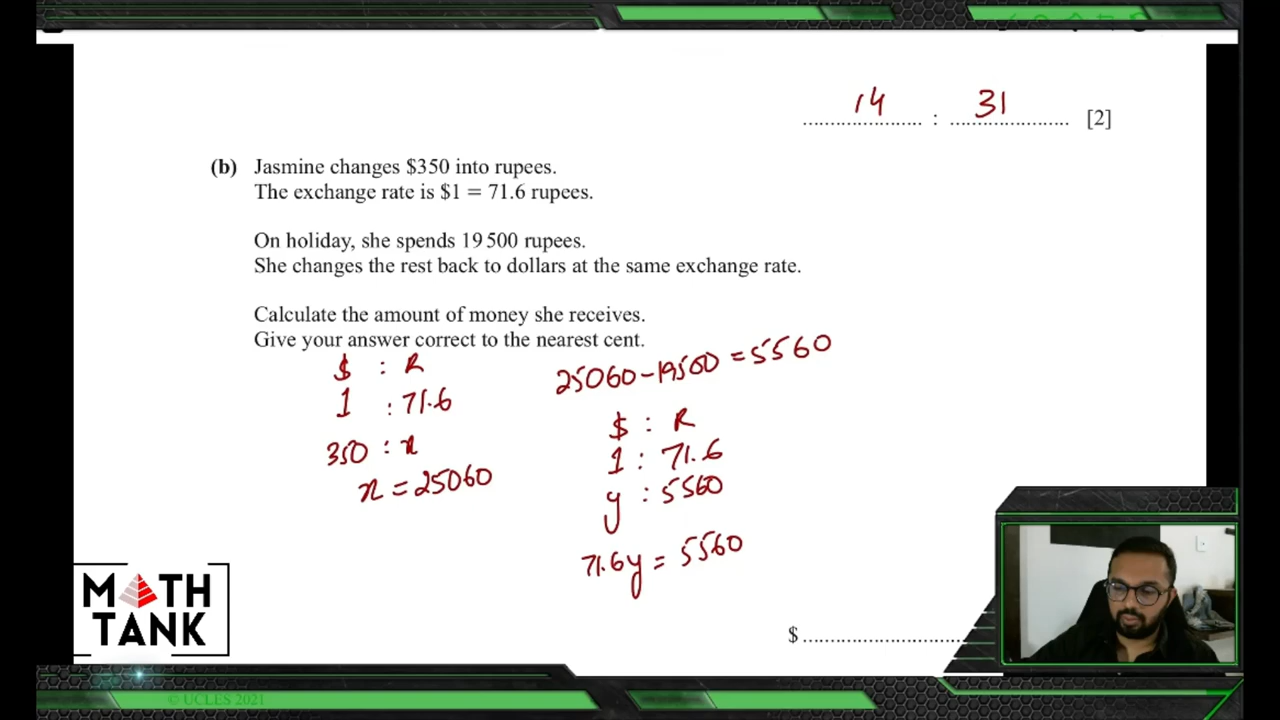 14 : 31 [2]
(b) Jasmine changes $350 into rupees.
The exchange rate is $1 = 71.6 rupees.
On holiday, she spends 19 500 rupees.
She changes the rest back to dollars at the same exchange rate.
Calculate the amount of money she receives.
Give your answer correct to the nearest cent.
$ : R
1 : 71.6
350 : x
x = 25060
25060 - 19500 = 5560
$ : R
1 : 71.6
y : 5560
71.6y = 5560
$
MATH
TANK
© UCLES 2021